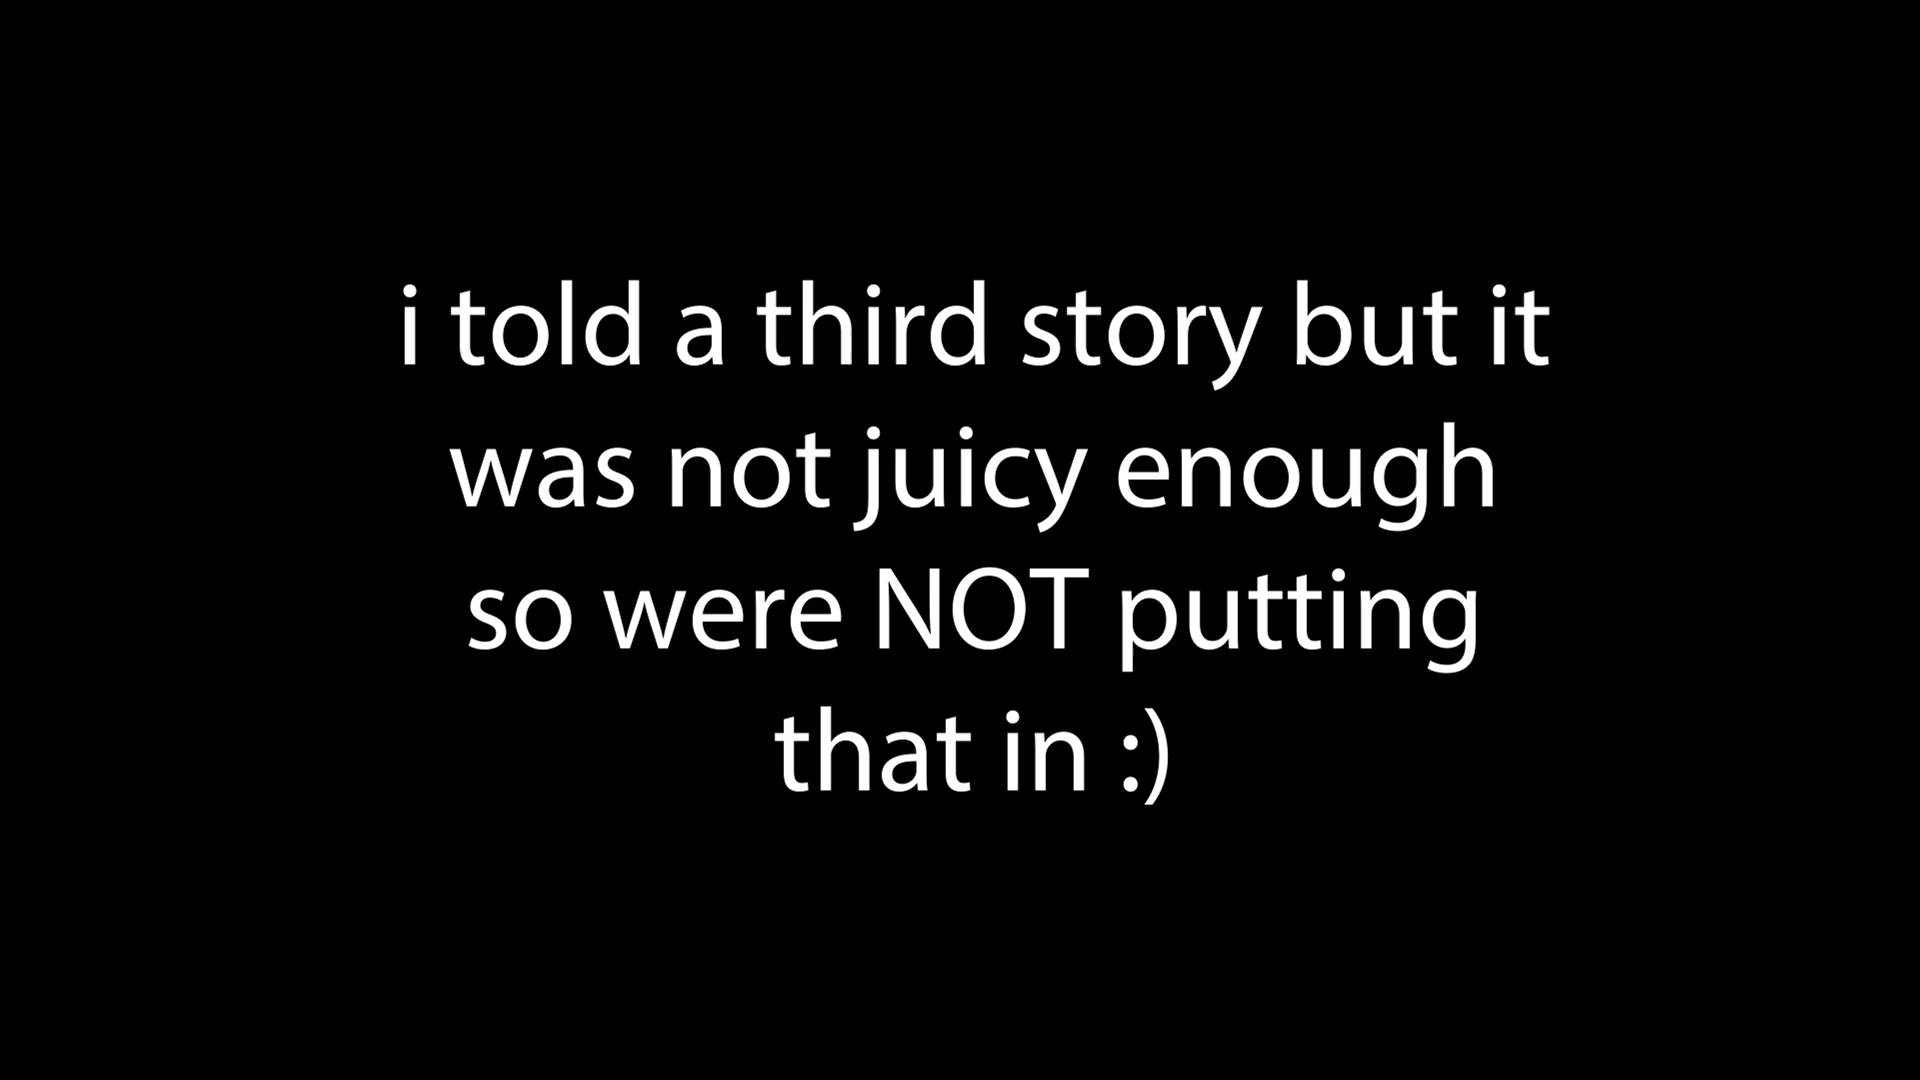 i told a third story but it
was not juicy enough
so were NOT putting
that in :)